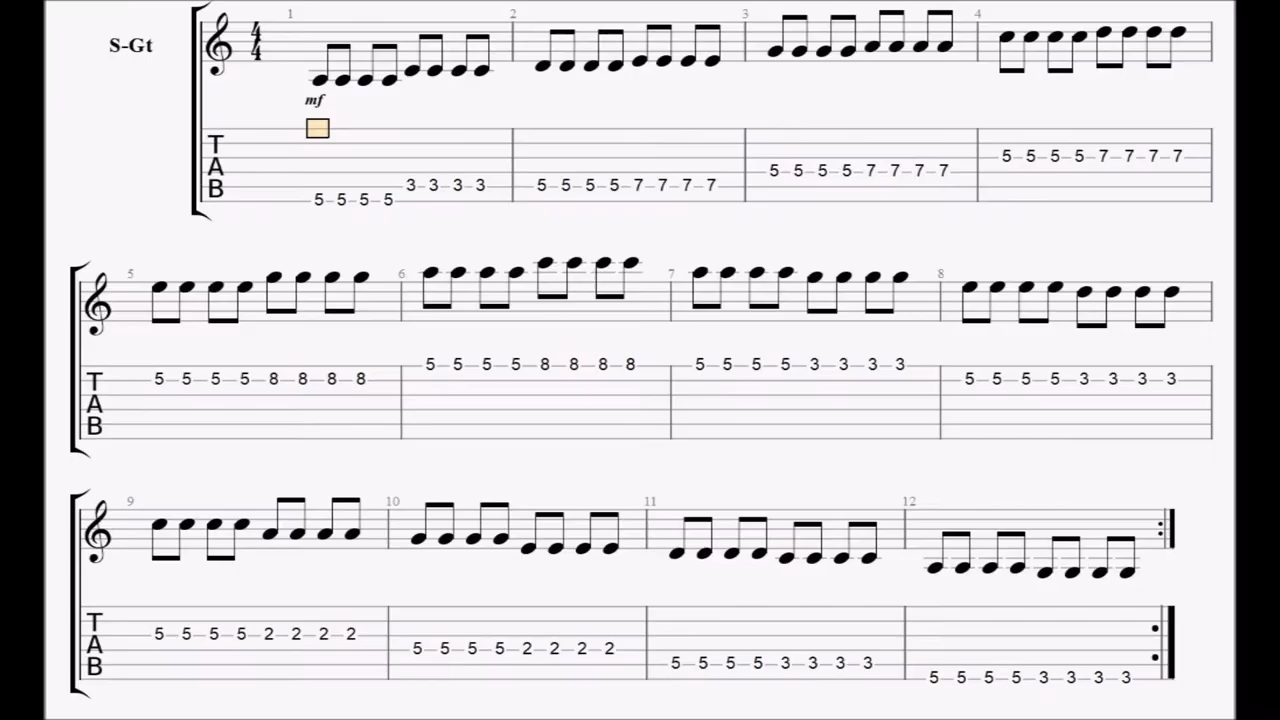 1 2 3 4
S-Gt
4
4
mf
T
A
B
5 5 5 5 3 3 3 3 5 5 5 5 7 7 7 7 5 5 5 5 7 7 7 7 5 5 5 5 7 7 7 7
5 6 7 8
T
A
B
5 5 5 5 8 8 8 8 5 5 5 5 8 8 8 8 5 5 5 5 3 3 3 3 5 5 5 5 3 3 3 3
9 10 11 12
T
A
B
5 5 5 5 2 2 2 2 5 5 5 5 2 2 2 2 5 5 5 5 3 3 3 3 5 5 5 5 3 3 3 3